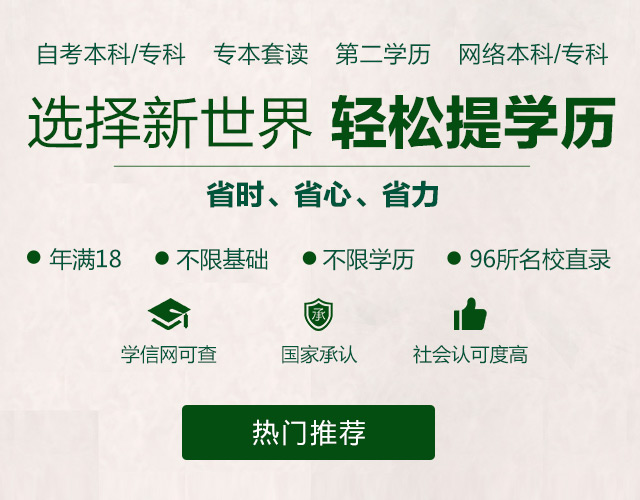 自考本科/专科 专本套读 第二学历 网络本科/专科
选择新世界 轻松提学历
省时、省心、省力
年满18 不限基础 不限学历 96所名校直录
承
学信网可查 国家承认 社会认可度高
热门推荐